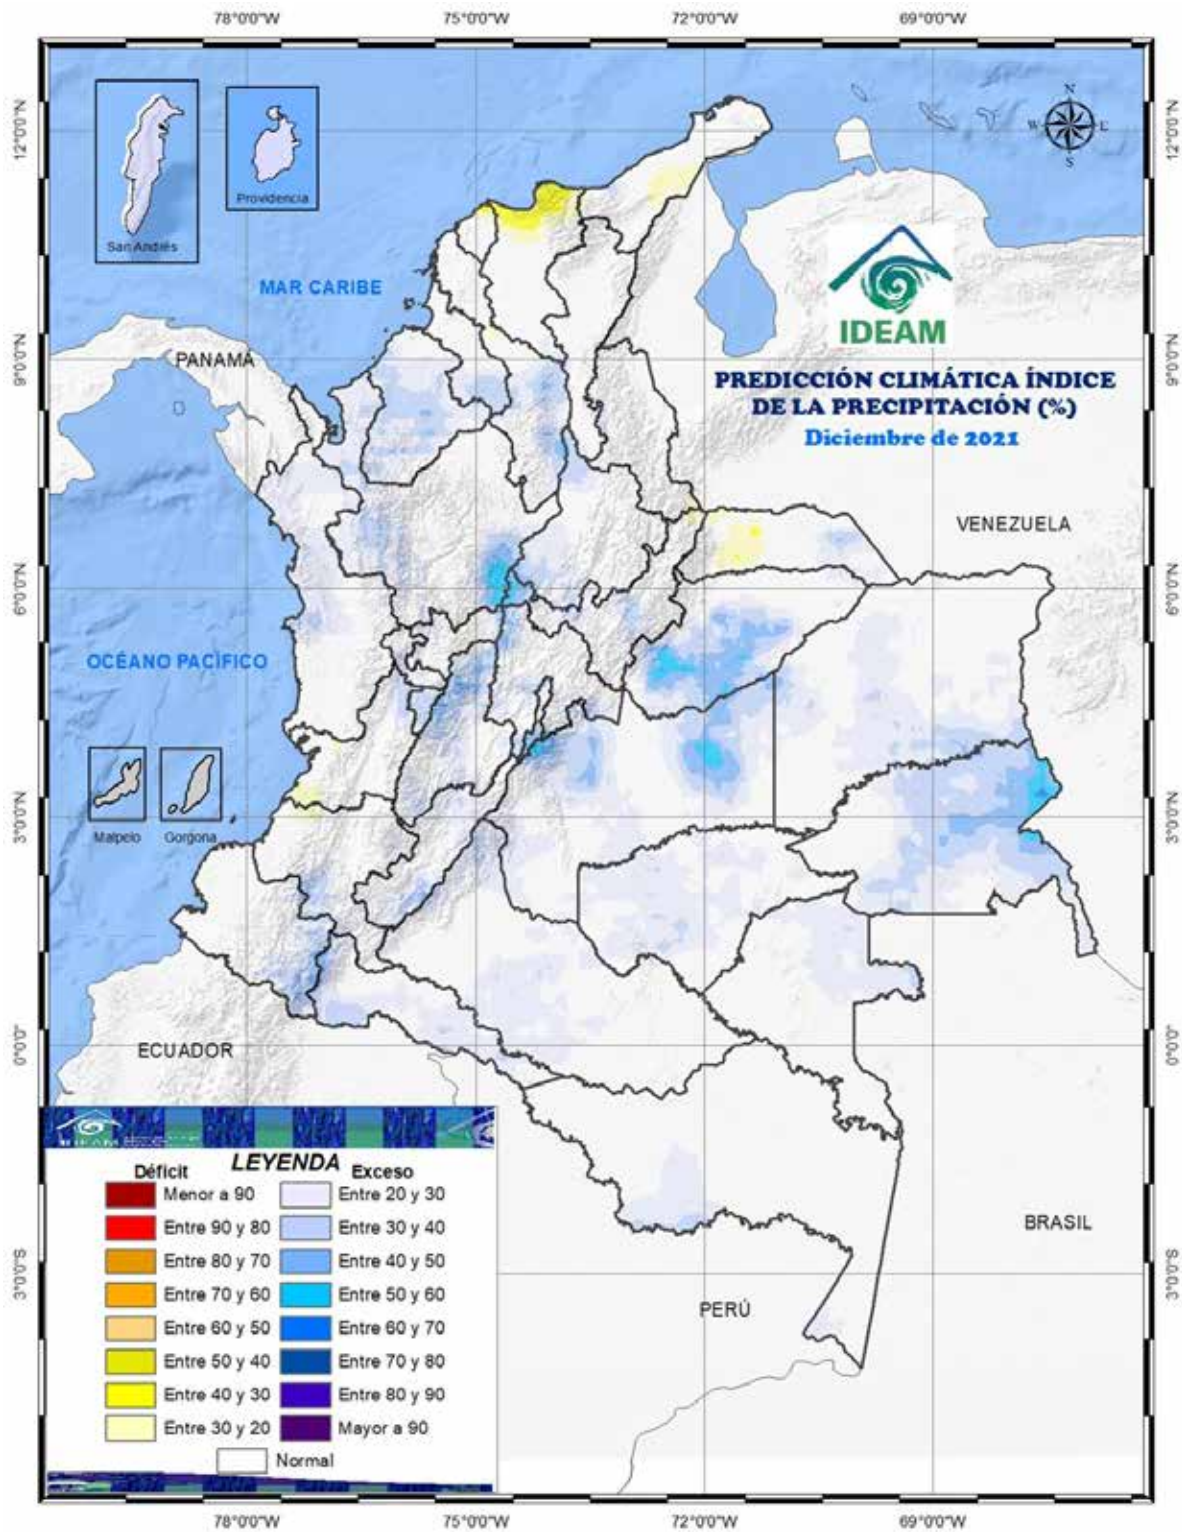 78°0'0"W 75°0'0"W 72°0'0"W 69°0'0"W
12°0'0"N
12°0'0"N
N
W E
S
San Andrés
Providencia
MAR CARIBE
IDEAM
9°0'0"N
9°0'0"N
PANAMÁ
PREDICCIÓN CLIMÁTICA ÍNDICE
DE LA PRECIPITACIÓN (%)
Diciembre de 2021
VENEZUELA
6°0'0"N
6°0'0"N
OCÉANO PACÍFICO
Malpelo
Gorgona
3°0'0"N
3°0'0"N
ECUADOR
0°0'0"
0°0'0"
IDEAM
LEYENDA
Déficit
Exceso
Menor a 90
Entre 20 y 30
Entre 90 y 80
Entre 30 y 40
Entre 80 y 70
Entre 40 y 50
Entre 70 y 60
Entre 50 y 60
Entre 60 y 50
Entre 60 y 70
Entre 50 y 40
Entre 70 y 80
Entre 40 y 30
Entre 80 y 90
Entre 30 y 20
Mayor a 90
Normal
BRASIL
PERÚ
3°0'0"S
3°0'0"S
78°0'0"W 75°0'0"W 72°0'0"W 69°0'0"W